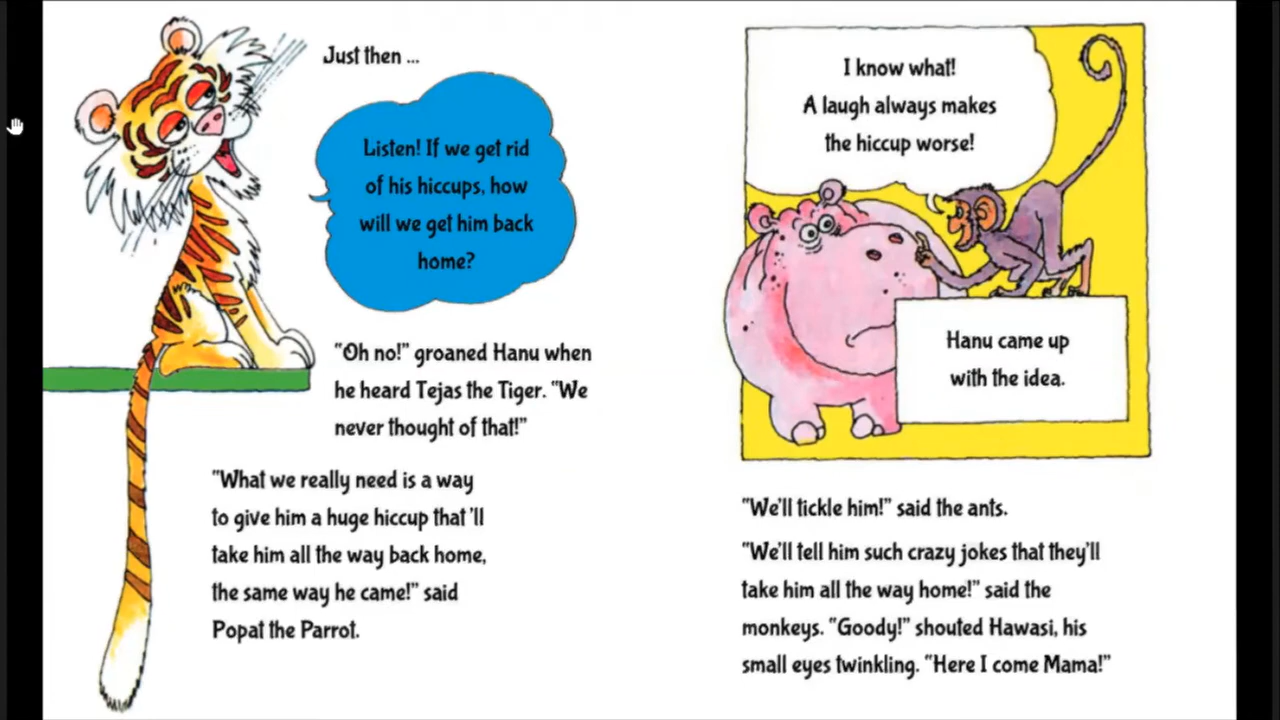 Just then ...
Listen! If we get rid
of his hiccups, how
will we get him back
home?
"Oh no!" groaned Hanu when
he heard Tejas the Tiger. "We
never thought of that!"
"What we really need is a way
to give him a huge hiccup that 'll
take him all the way back home,
the same way he came!" said
Popat the Parrot.
I know what!
A laugh always makes
the hiccup worse!
Hanu came up
with the idea.
"We'll tickle him!" said the ants.
"We'll tell him such crazy jokes that they'll
take him all the way home!" said the
monkeys. "Goody!" shouted Hawasi, his
small eyes twinkling. "Here I come Mama!"